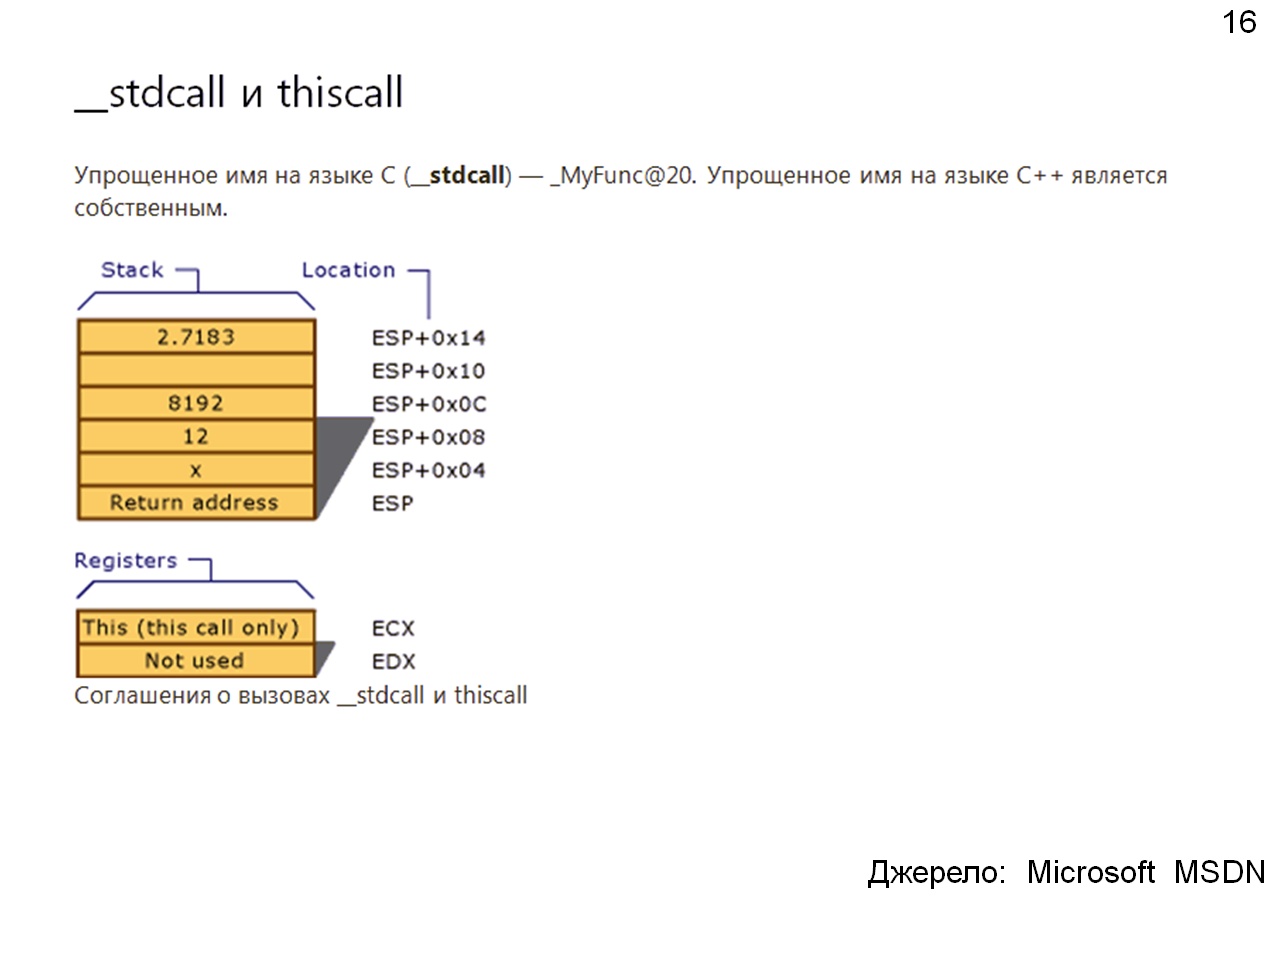 16
__stdcall и thiscall
Упрощенное имя на языке C (__stdcall) — _MyFunc@20. Упрощенное имя на языке C++ является
собственным.
Stack Location
2.7183 ESP+0x14
ESP+0x10
8192 ESP+0x0C
12 ESP+0x08
x ESP+0x04
Return address ESP
Registers
This (this call only) ECX
Not used EDX
Соглашения о вызовах __stdcall и thiscall
Джерело: Microsoft MSDN